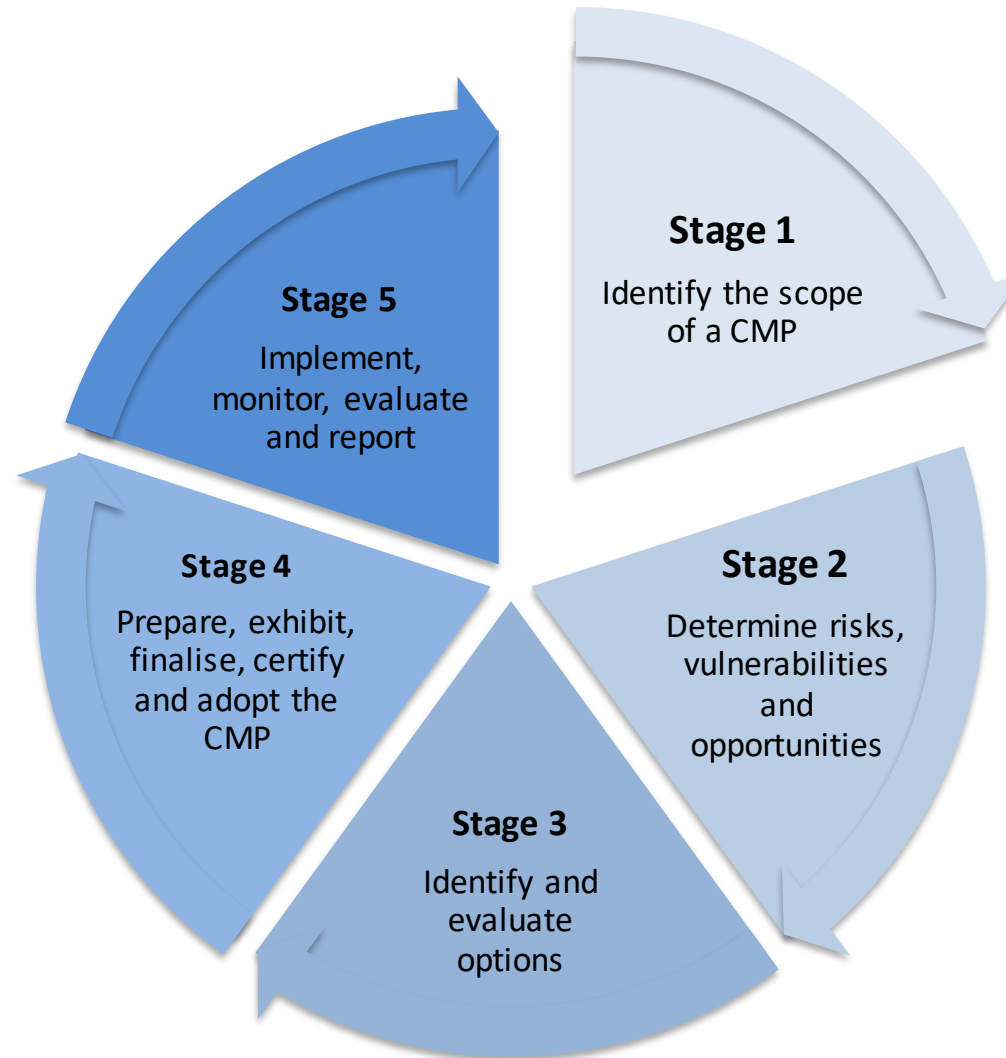 Stage 1
Identify the scope
of a CMP
Stage 2
Determine risks,
vulnerabilities
and
opportunities
Stage 3
Identify and
evaluate
options
Stage 4
Prepare, exhibit,
finalise, certify
and adopt the
CMP
Stage 5
Implement,
monitor, evaluate
and report